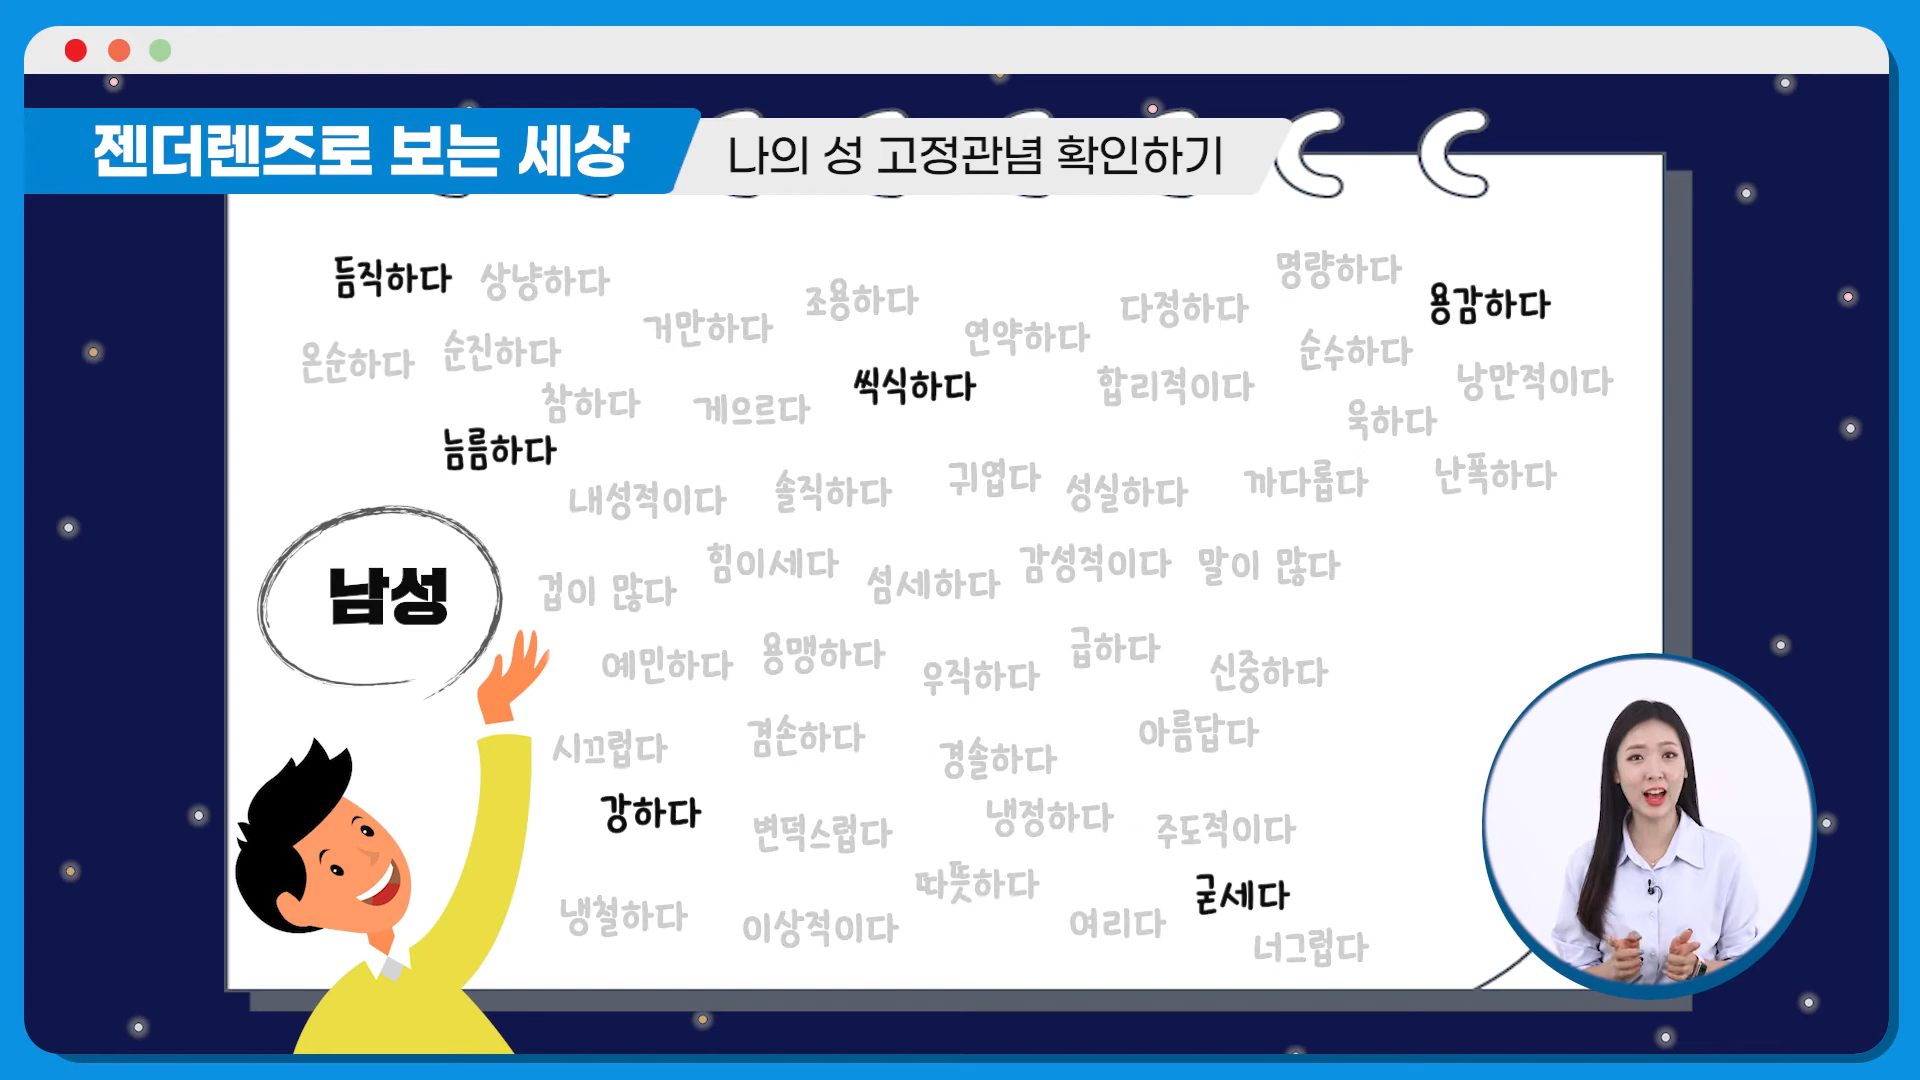 젠더렌즈로 보는 세상
나의 성 고정관념 확인하기
듬직하다
상냥하다
거만하다
조용하다
연약하다
다정하다
명량하다
용감하다
온순하다
순진하다
참하다
게으르다
씩식하다
합리적이다
순수하다
욱하다
낭만적이다
늠름하다
내성적이다
솔직하다
귀엽다
성실하다
까다롭다
난폭하다
남성
겁이 많다
힘이세다
섬세하다
감성적이다
말이 많다
예민하다
용맹하다
우직하다
급하다
신중하다
시끄럽다
겸손하다
경솔하다
아름답다
강하다
변덕스럽다
냉정하다
주도적이다
냉철하다
이상적이다
따뜻하다
여리다
굳세다
너그럽다